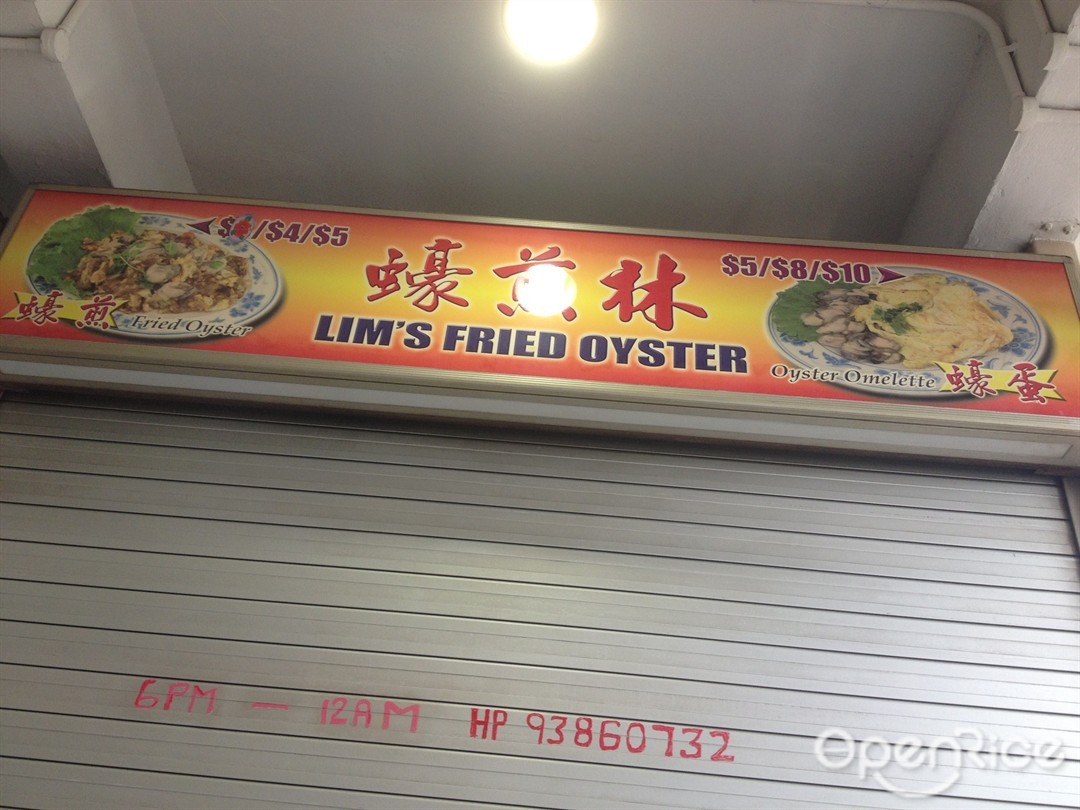 $ /$4/$5
蠔煎林
$5/$8/$10
LIM'S FRIED OYSTER
蠔煎
Fried Oyster
Oyster Omelette
蠔蛋
6PM — 12AM HP 93860732
OpenRice